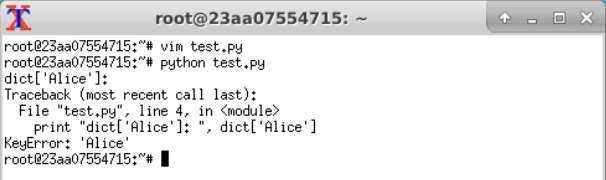 root@23aa07554715: ~
root@23aa07554715:~# vim test.py
root@23aa07554715:~# python test.py
dict['Alice']:
Traceback (most recent call last):
  File "test.py", line 4, in <module>
    print "dict['Alice']: ", dict['Alice']
KeyError: 'Alice'
root@23aa07554715:~#